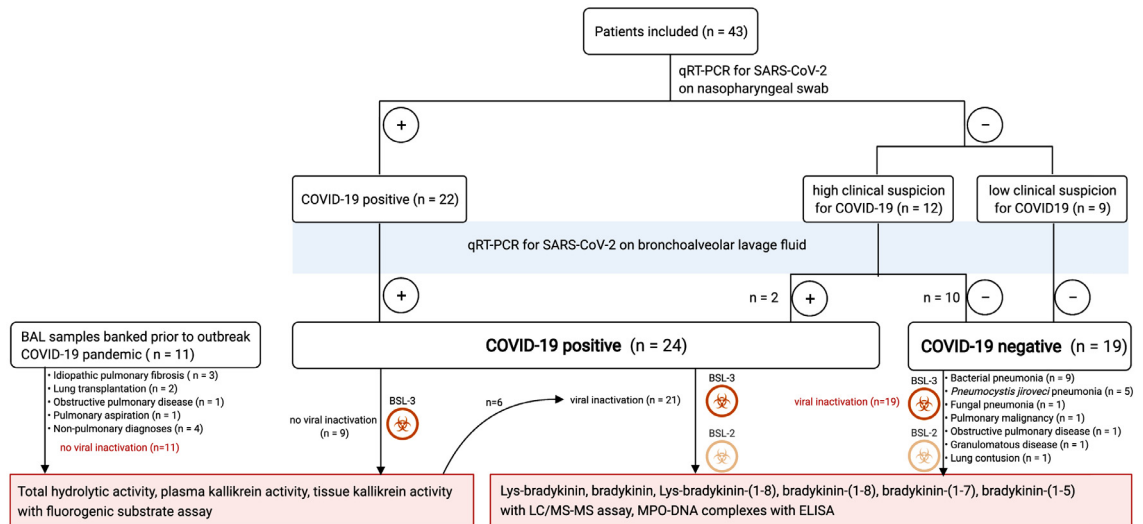 Patients included (n = 43)
qRT-PCR for SARS-CoV-2
on nasopharyngeal swab
+
−
COVID-19 positive (n = 22)
high clinical suspicion
for COVID-19 (n = 12)
low clinical suspicion
for COVID19 (n = 9)
qRT-PCR for SARS-CoV-2 on bronchoalveolar lavage fluid
+
n = 2
+
n = 10
−
−
BAL samples banked prior to outbreak
COVID-19 pandemic ( n = 11)
COVID-19 positive (n = 24)
COVID-19 negative (n = 19)
• Idiopathic pulmonary fibrosis (n = 3)
• Lung transplantation (n = 2)
• Obstructive pulmonary disease (n = 1)
• Pulmonary aspiration (n = 1)
• Non-pulmonary diagnoses (n = 4)
no viral inactivation (n=11)
no viral inactivation
(n = 9)
BSL-3
n=6
viral inactivation (n = 21)
BSL-3
BSL-2
viral inactivation (n=19)
BSL-3
BSL-2
• Bacterial pneumonia (n = 9)
• Pneumocystis jiroveci pneumonia (n = 5)
• Fungal pneumonia (n = 1)
• Pulmonary malignancy (n = 1)
• Obstructive pulmonary disease (n = 1)
• Granulomatous disease (n = 1)
• Lung contusion (n = 1)
Total hydrolytic activity, plasma kallikrein activity, tissue kallikrein activity
with fluorogenic substrate assay
Lys-bradykinin, bradykinin, Lys-bradykinin-(1-8), bradykinin-(1-8), bradykinin-(1-7), bradykinin-(1-5)
with LC/MS-MS assay, MPO-DNA complexes with ELISA